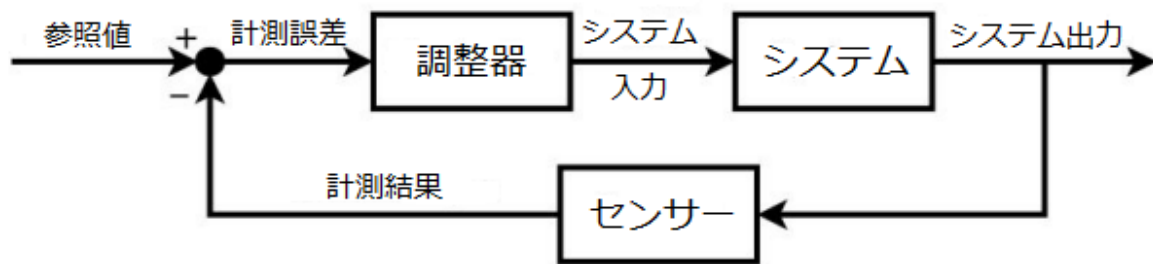 参照値
+
計測誤差
調整器
システム
入力
システム
システム出力
−
計測結果
センサー